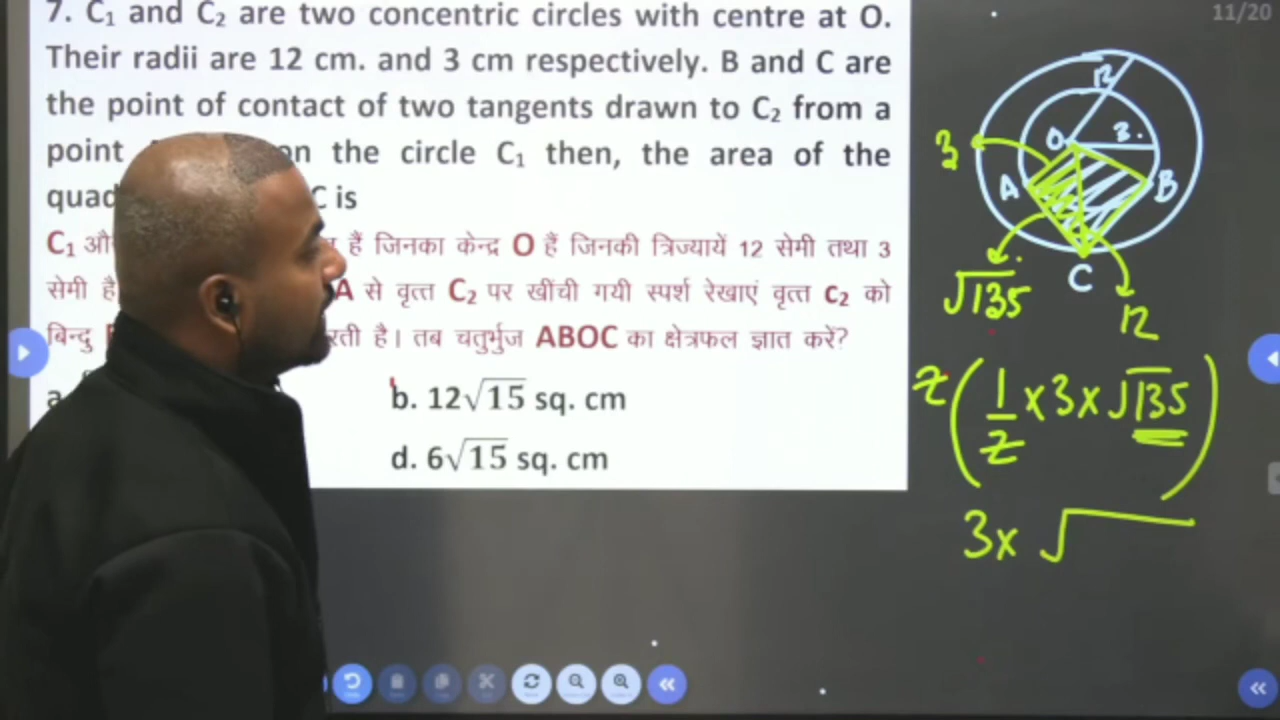 7. C₁ and C₂ are two concentric circles with centre at O.
Their radii are 12 cm. and 3 cm respectively. B and C are
the point of contact of two tangents drawn to C₂ from a
point on the circle C₁ then, the area of the
quad C is
C₁ औ हैं जिनका केन्द्र O हैं जिनकी त्रिज्यायें 12 सेमी तथा 3
सेमी है A से वृत्त C₂ पर खींची गयी स्पर्श रेखाएं वृत्त C₂ को
बिन्दु रती है। तब चतुर्भुज ABOC का क्षेत्रफल ज्ञात करें?
a
b. 12√15 sq. cm
d. 6√15 sq. cm
11/20
12
O 3.
3
A B
C
√135
12
2(1/2 x 3 x √135)
3x √